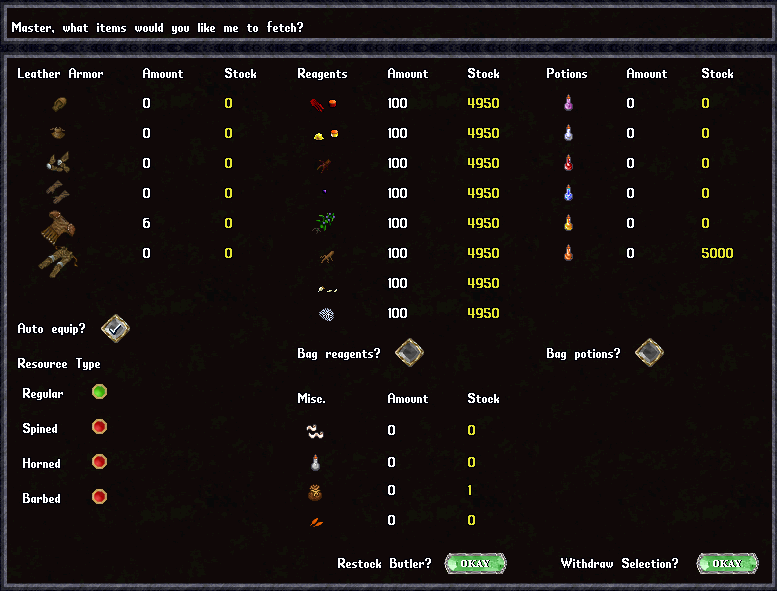 Master, what items would you like me to fetch?
Leather Armor Amount Stock Reagents Amount Stock Potions Amount Stock
0 0 100 4950 0 0
0 0 100 4950 0 0
0 0 100 4950 0 0
0 0 100 4950 0 0
6 0 100 4950 0 0
0 0 100 4950 0 5000
100 4950
100 4950
Auto equip?
Bag reagents? Bag potions?
Resource Type
Regular
Misc. Amount Stock
Spined 0 0
Horned 0 0
Barbed 0 1
0 0
Restock Butler? OKAY Withdraw Selection? OKAY